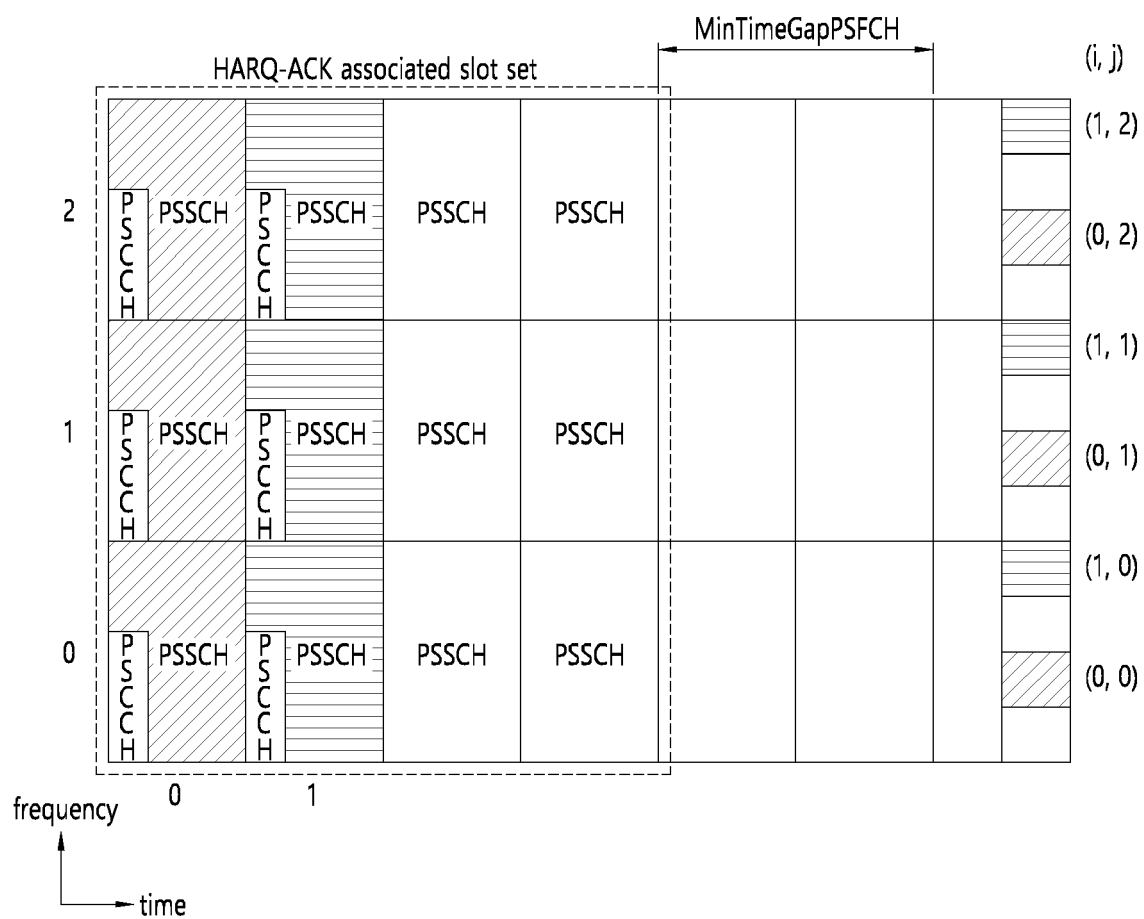 MinTimeGapPSFCH
(i, j)
HARQ-ACK associated slot set
(1, 2)
2
PSCCH
PSSCH
PSCCH
PSSCH
PSSCH
PSSCH
(0, 2)
(1, 1)
1
PSCCH
PSSCH
PSCCH
PSSCH
PSSCH
PSSCH
(0, 1)
(1, 0)
0
PSCCH
PSSCH
PSCCH
PSSCH
PSSCH
PSSCH
(0, 0)
0
1
frequency
time